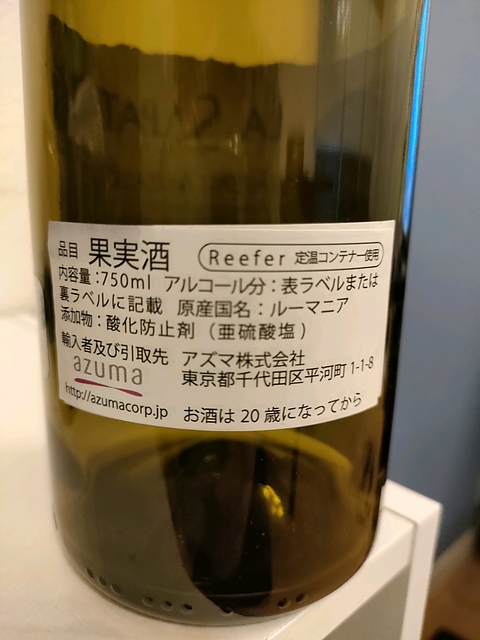 品目 果実酒 Reefer 定温コンテナー使用
内容量:750ml アルコール分:表ラベルまたは
裏ラベルに記載 原産国名:ルーマニア
添加物:酸化防止剤(亜硫酸塩)
輸入者及び引取先 アズマ株式会社
azuma 東京都千代田区平河町1-1-8
http://azumacorp.jp お酒は20歳になってから